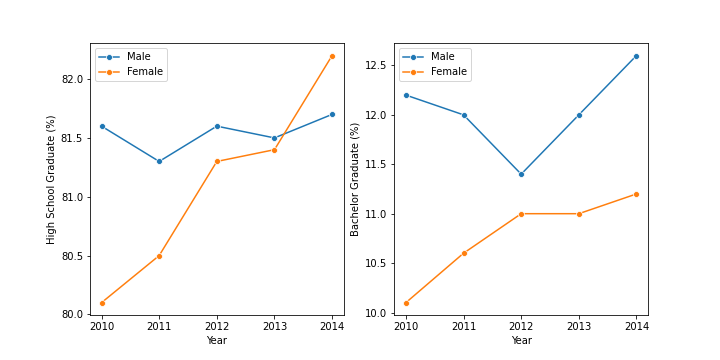 High School Graduate (%)
82.0
81.5
81.0
80.5
80.0
Male
Female
2010 2011 2012 2013 2014
Year
Bachelor Graduate (%)
12.5
12.0
11.5
11.0
10.5
10.0
Male
Female
2010 2011 2012 2013 2014
Year